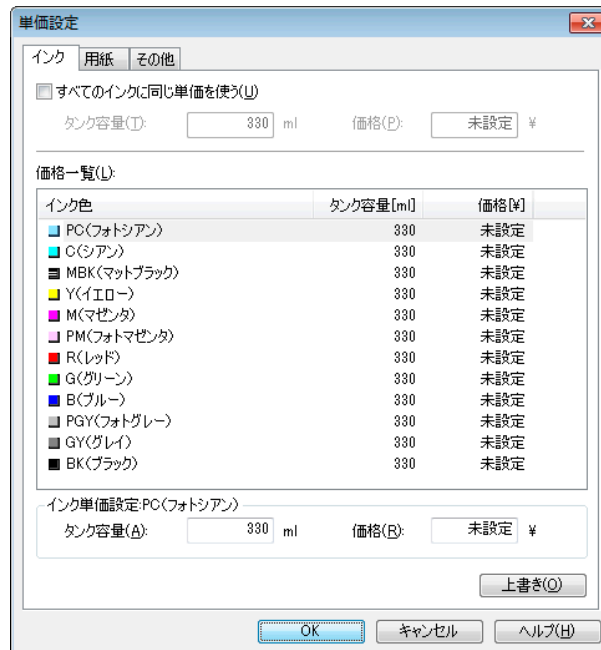 単価設定
インク 用紙 その他
すべてのインクに同じ単価を使う(U)
タンク容量(T): 330 ml 価格(P): 未設定 ¥
価格一覧(L):
インク色 タンク容量[ml] 価格[¥]
PC(フォトシアン) 330 未設定
C(シアン) 330 未設定
MBK(マットブラック) 330 未設定
Y(イエロー) 330 未設定
M(マゼンタ) 330 未設定
PM(フォトマゼンタ) 330 未設定
R(レッド) 330 未設定
G(グリーン) 330 未設定
B(ブルー) 330 未設定
PGY(フォトグレー) 330 未設定
GY(グレイ) 330 未設定
BK(ブラック) 330 未設定
インク単価設定:PC(フォトシアン)
タンク容量(A): 330 ml 価格(R): 未設定 ¥
上書き(O)
OK キャンセル ヘルプ(H)